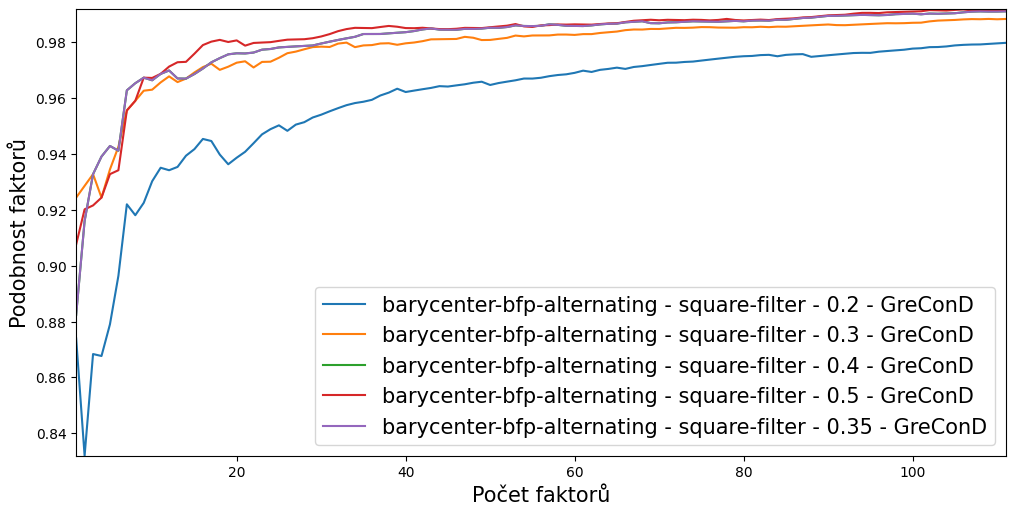 0.98
0.96
0.94
0.92
0.90
0.88
0.86
0.84
Podobnost faktorů
barycenter-bfp-alternating - square-filter - 0.2 - GreConD
barycenter-bfp-alternating - square-filter - 0.3 - GreConD
barycenter-bfp-alternating - square-filter - 0.4 - GreConD
barycenter-bfp-alternating - square-filter - 0.5 - GreConD
barycenter-bfp-alternating - square-filter - 0.35 - GreConD
20 40 60 80 100
Počet faktorů